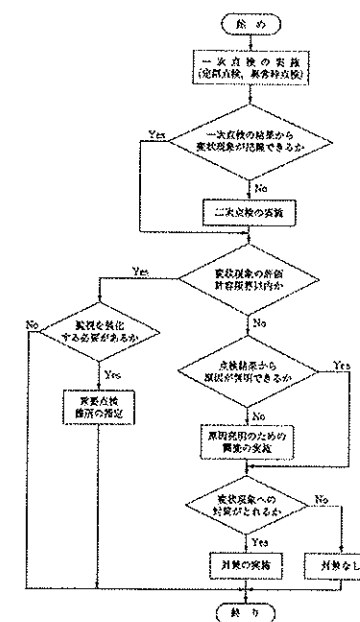 始め
一次点検の実施
(定期点検, 異常時点検)
一次点検の結果から
変状現象が把握できるか
Yes
No
二次点検の実施
変状現象の評価
許容限界以内か
Yes
No
監視を強化
する必要があるか
No
Yes
重要点検
箇所の指定
点検結果から
原因が判明できるか
Yes
No
原因究明のための
調査の実施
変状現象への
対策がとれるか
No
Yes
対策の実施
対策なし
終り